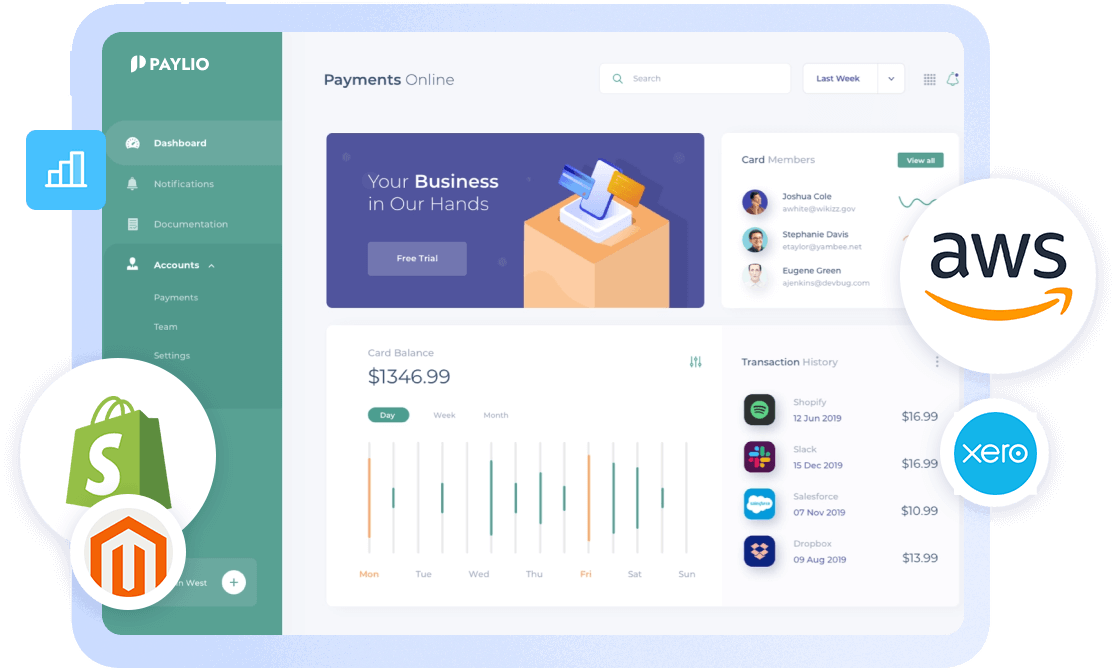 PAYLIO
Dashboard
Notifications
Documentation
Accounts
Payments
Team
Settings
West
Payments Online
Search
Last Week
Your Business
in Our Hands
Free Trial
Card Members
View all
Joshua Cole
awhite@wikizz.gov
Stephanie Davis
etaylor@yambee.net
Eugene Green
ajenkins@devbug.com
Card Balance
$1346.99
Day Week Month
Mon Tue Wed Thu Fri Sat Sun
Transaction History
Shopify
12 Jun 2019
$16.99
Slack
15 Dec 2019
$16.99
salesforce
Salesforce
07 Nov 2019
$10.99
Dropbox
09 Aug 2019
$13.99
aws
xero
S